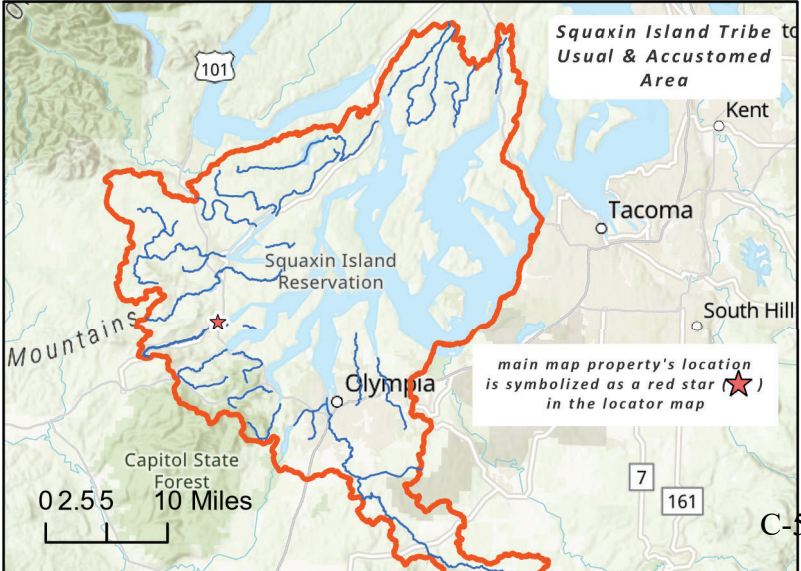 Squaxin Island Tribe
Usual & Accustomed
Area
101
Kent
Tacoma
Squaxin Island
Reservation
South Hill
Mountains
main map property's location
is symbolized as a red star ( )
in the locator map
Olympia
Capitol State
Forest
7
161
0 2.5 5 10 Miles